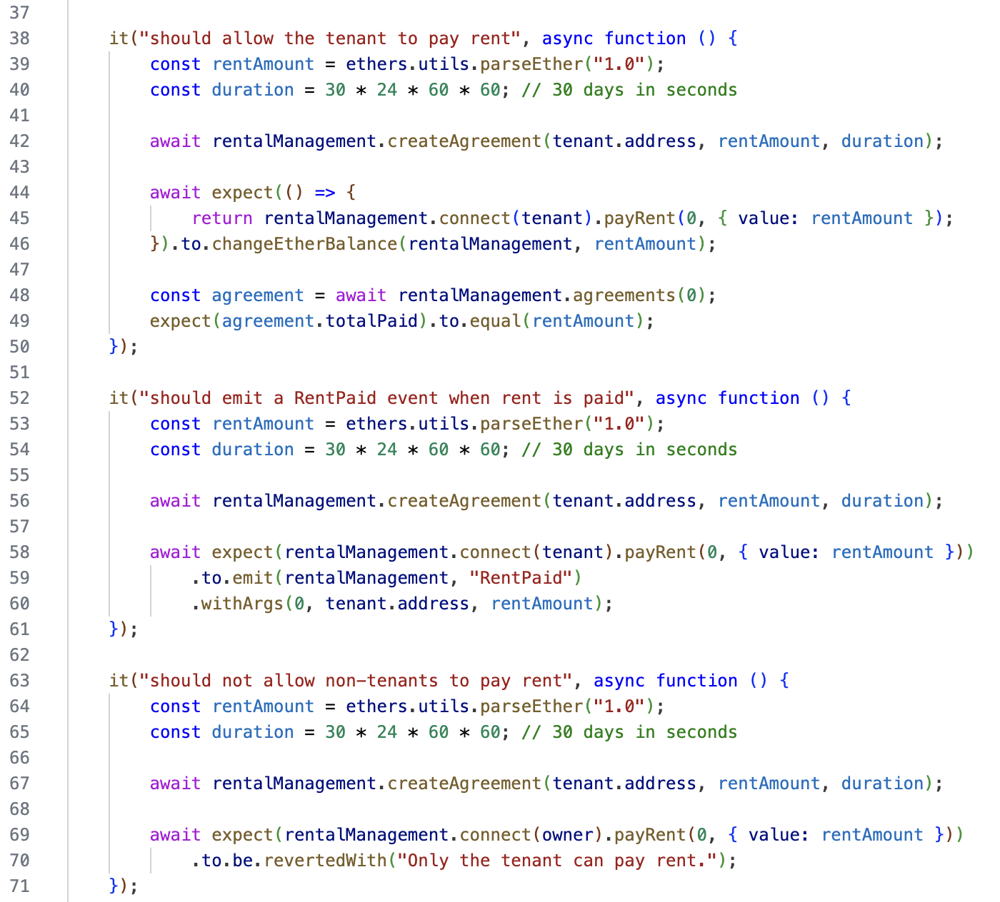 37
38 it("should allow the tenant to pay rent", async function () {
39 const rentAmount = ethers.utils.parseEther("1.0");
40 const duration = 30 * 24 * 60 * 60; // 30 days in seconds
41
42 await rentalManagement.createAgreement(tenant.address, rentAmount, duration);
43
44 await expect(() => {
45 return rentalManagement.connect(tenant).payRent(0, { value: rentAmount });
46 }).to.changeEtherBalance(rentalManagement, rentAmount);
47
48 const agreement = await rentalManagement.agreements(0);
49 expect(agreement.totalPaid).to.equal(rentAmount);
50 });
51
52 it("should emit a RentPaid event when rent is paid", async function () {
53 const rentAmount = ethers.utils.parseEther("1.0");
54 const duration = 30 * 24 * 60 * 60; // 30 days in seconds
55
56 await rentalManagement.createAgreement(tenant.address, rentAmount, duration);
57
58 await expect(rentalManagement.connect(tenant).payRent(0, { value: rentAmount }))
59 .to.emit(rentalManagement, "RentPaid")
60 .withArgs(0, tenant.address, rentAmount);
61 });
62
63 it("should not allow non-tenants to pay rent", async function () {
64 const rentAmount = ethers.utils.parseEther("1.0");
65 const duration = 30 * 24 * 60 * 60; // 30 days in seconds
66
67 await rentalManagement.createAgreement(tenant.address, rentAmount, duration);
68
69 await expect(rentalManagement.connect(owner).payRent(0, { value: rentAmount }))
70 .to.be.revertedWith("Only the tenant can pay rent.");
71 });